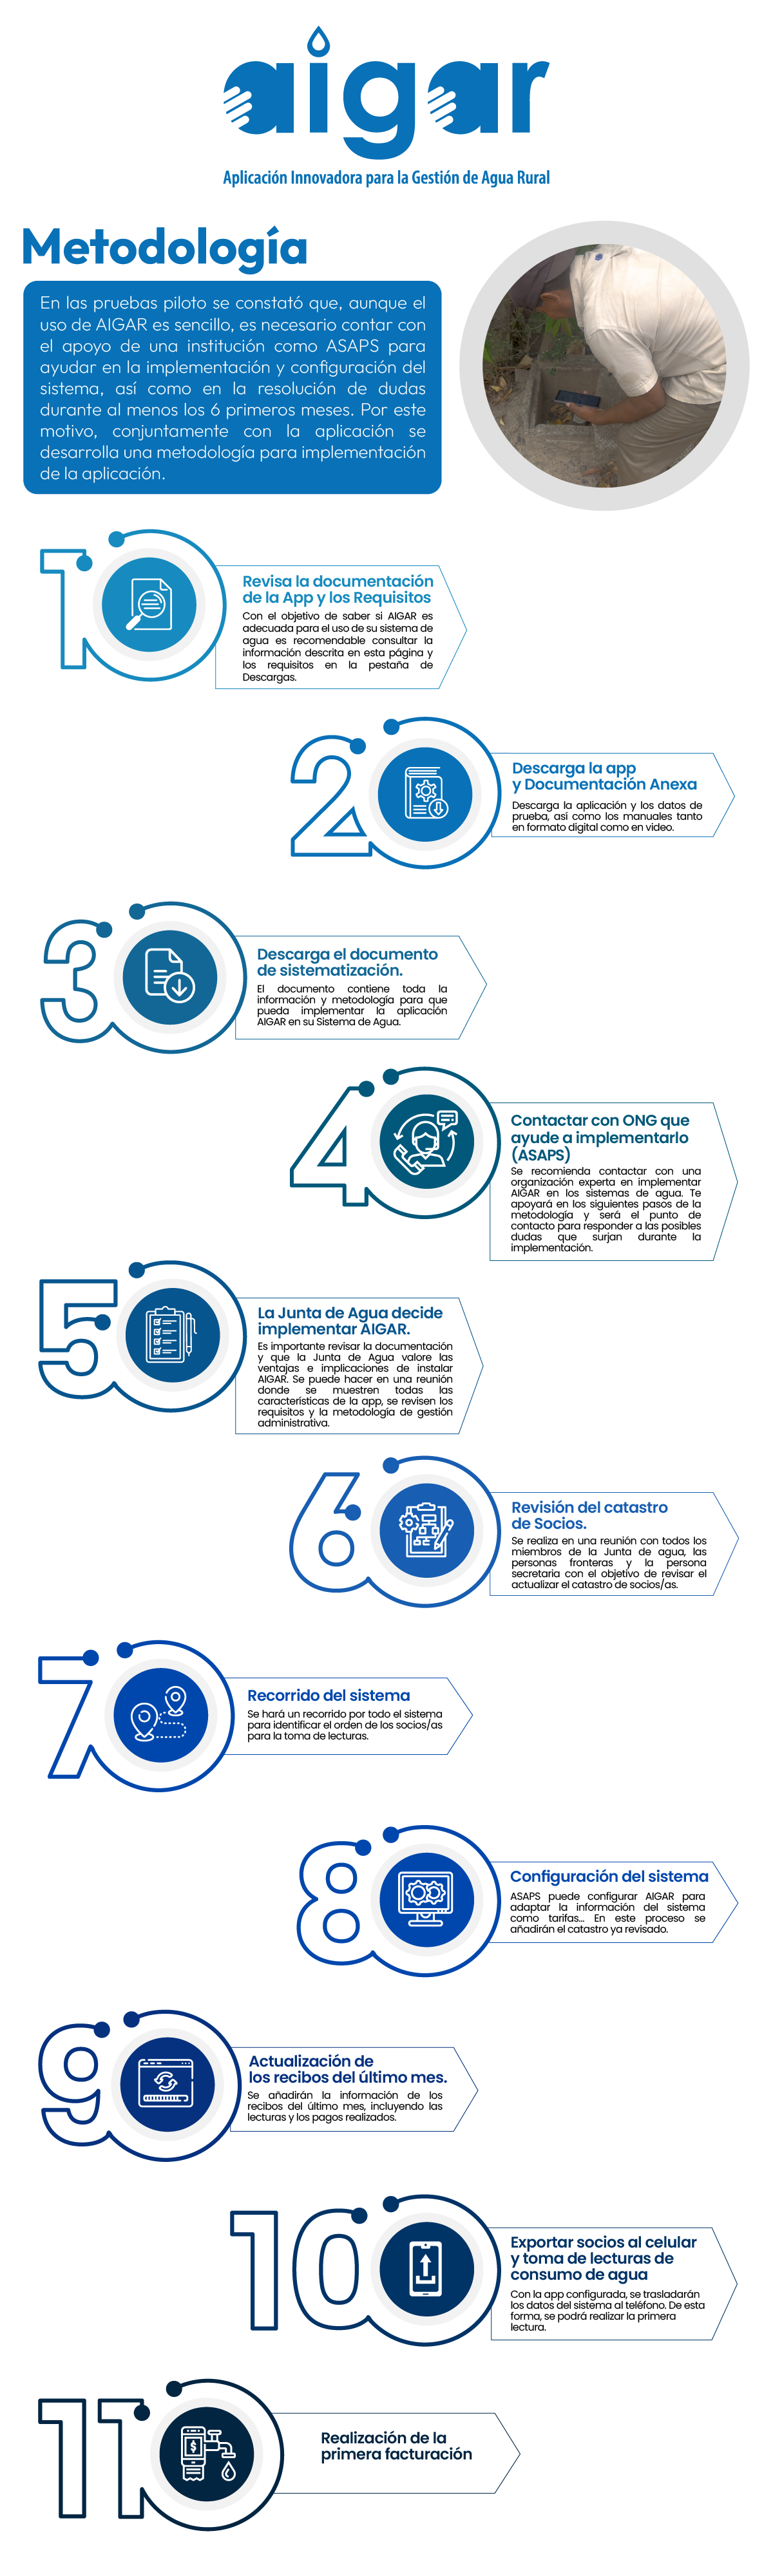 aigar
Aplicación Innovadora para la Gestión de Agua Rural
Metodología
En las pruebas piloto se constató que, aunque el
uso de AIGAR es sencillo, es necesario contar con
el apoyo de una institución como ASAPS para
ayudar en la implementación y configuración del
sistema, así como en la resolución de dudas
durante al menos los 6 primeros meses. Por este
motivo, conjuntamente con la aplicación se
desarrolla una metodología para implementación
de la aplicación.
1
Revisa la documentación
de la App y los Requisitos
Con el objetivo de saber si AIGAR es
adecuada para el uso de su sistema de
agua es recomendable consultar la
información descrita en esta página y
los requisitos en la pestaña de
Descargas.
2
Descarga la app
y Documentación Anexa
Descarga la aplicación y los datos de
prueba, así como los manuales tanto
en formato digital como en video.
3
Descarga el documento
de sistematización.
El documento contiene toda la
información y metodología para que
pueda implementar la aplicación
AIGAR en su Sistema de Agua.
4
Contactar con ONG que
ayude a implementarlo
(ASAPS)
Se recomienda contactar con una
organización experta en implementar
AIGAR en los sistemas de agua. Te
apoyará en los siguientes pasos de la
metodología y será el punto de
contacto para responder a las posibles
dudas que surjan durante la
implementación.
5
La Junta de Agua decide
implementar AIGAR.
Es importante revisar la documentación
y que la Junta de Agua valore las
ventajas e implicaciones de instalar
AIGAR. Se puede hacer en una reunión
donde se muestren todas las
características de la app, se revisen los
requisitos y la metodología de gestión
administrativa.
6
Revisión del catastro
de Socios.
Se realiza en una reunión con todos los
miembros de la Junta de agua, las
personas fronteras y la persona
secretaria con el objetivo de revisar el
actualizar el catastro de socios/as.
7
Recorrido del sistema
Se hará un recorrido por todo el sistema
para identificar el orden de los socios/as
para la toma de lecturas.
8
Configuración del sistema
ASAPS puede configurar AIGAR para
adaptar la información del sistema
como tarifas... En este proceso se
añadirán el catastro ya revisado.
9
Actualización de
los recibos del último mes.
Se añadirán la información de los
recibos del último mes, incluyendo las
lecturas y los pagos realizados.
10
Exportar socios al celular
y toma de lecturas de
consumo de agua
Con la app configurada, se trasladarán
los datos del sistema al teléfono. De esta
forma, se podrá realizar la primera
lectura.
11
$
Realización de la
primera facturación